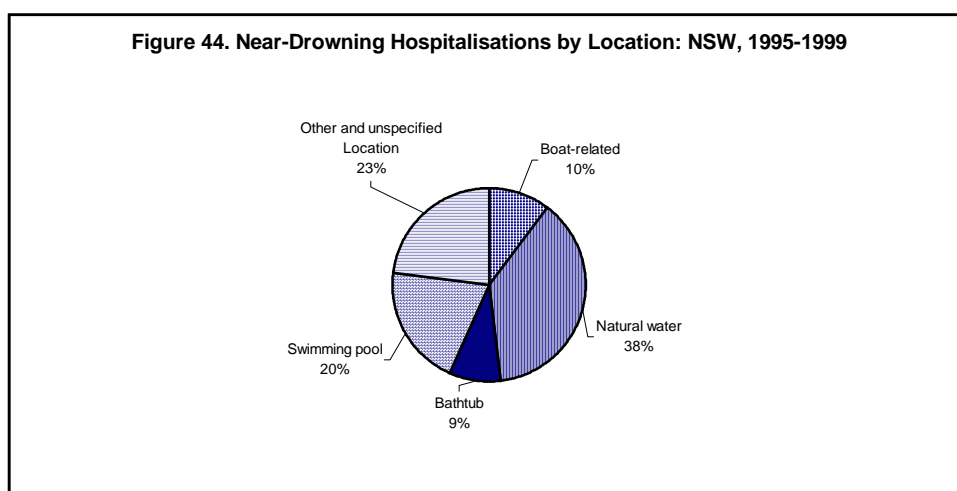 Figure 44. Near-Drowning Hospitalisations by Location: NSW, 1995-1999
Other and unspecified
Location
23%
Boat-related
10%
Natural water
38%
Swimming pool
20%
Bathtub
9%